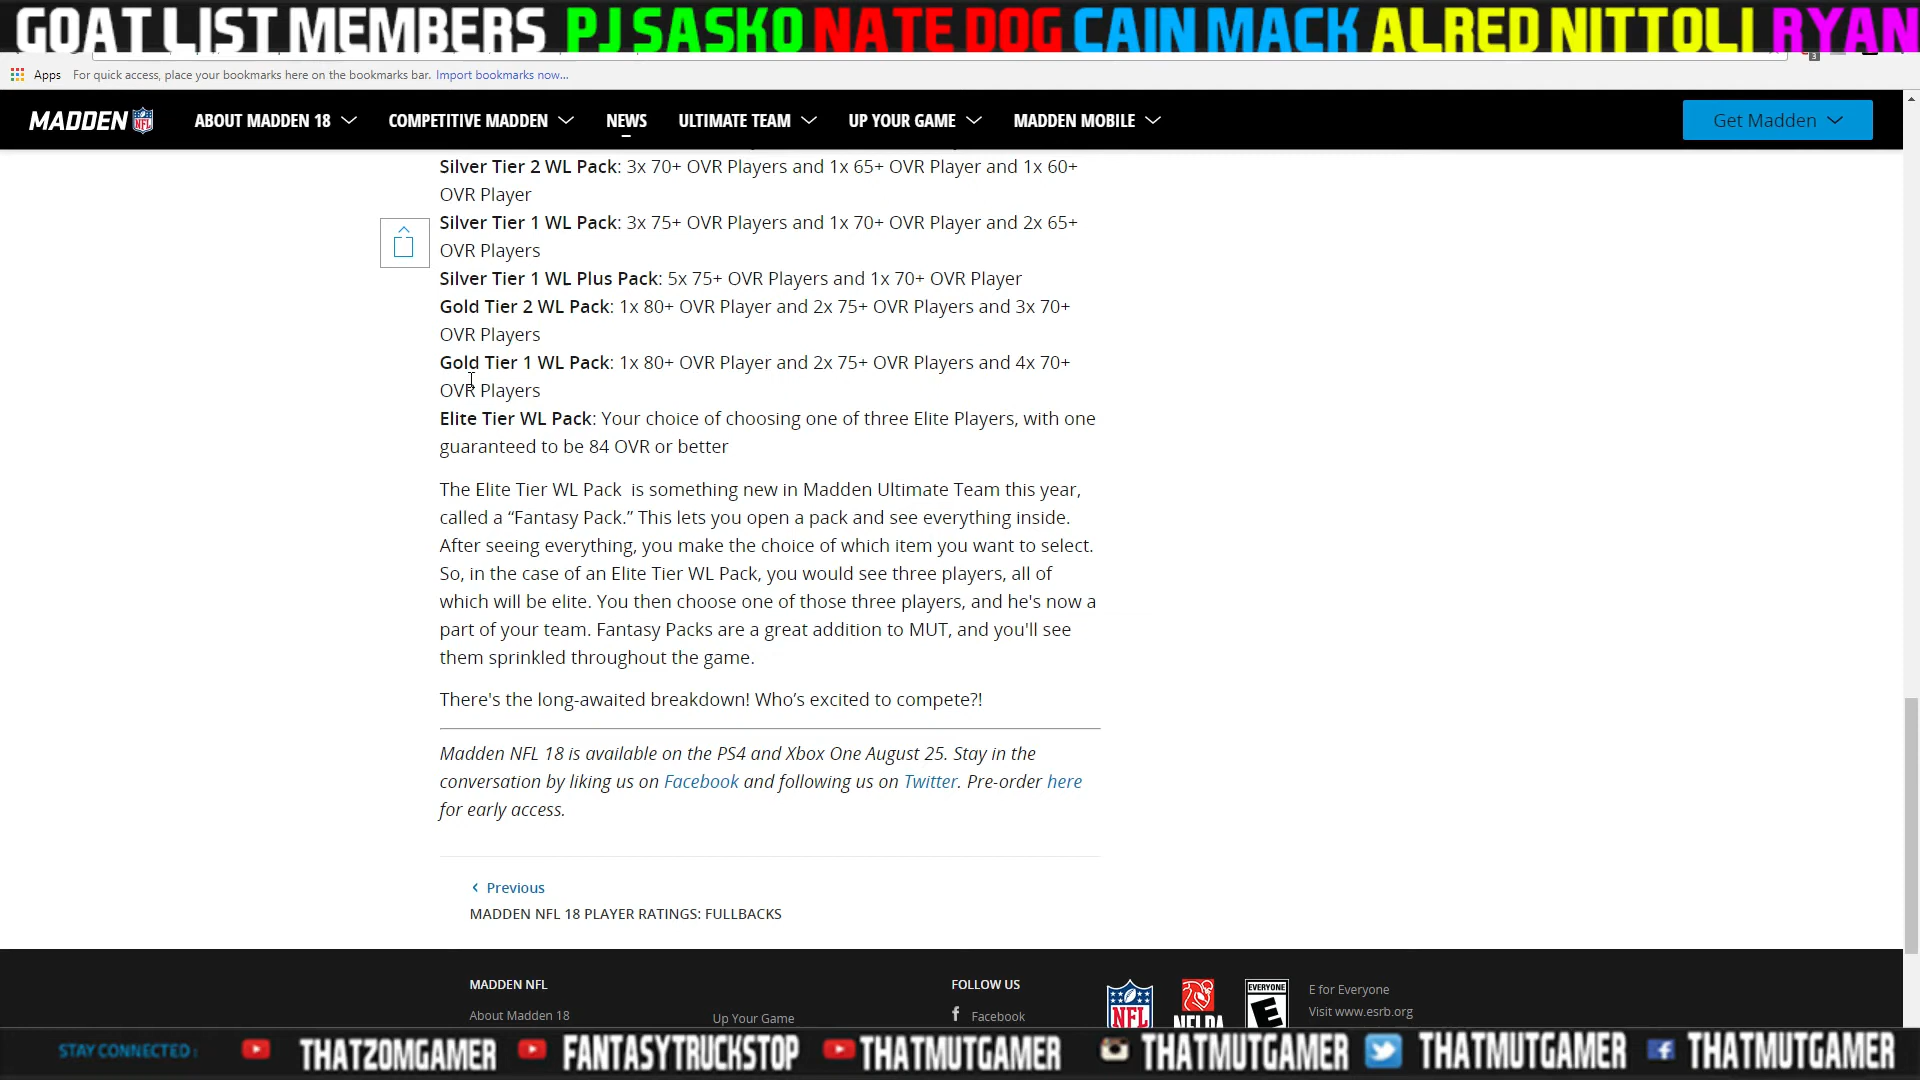 GOAT LIST MEMBERS PJ SASKO NATE DOG CAIN MACK ALRED NITTOLI RYAN
3
Apps For quick access, place your bookmarks here on the bookmarks bar. Import bookmarks now...
MADDEN NFL ABOUT MADDEN 18 COMPETITIVE MADDEN NEWS ULTIMATE TEAM UP YOUR GAME MADDEN MOBILE Get Madden
Silver Tier 2 WL Pack: 3x 70+ OVR Players and 1x 65+ OVR Player and 1x 60+
OVR Player
Silver Tier 1 WL Pack: 3x 75+ OVR Players and 1x 70+ OVR Player and 2x 65+
OVR Players
Silver Tier 1 WL Plus Pack: 5x 75+ OVR Players and 1x 70+ OVR Player
Gold Tier 2 WL Pack: 1x 80+ OVR Player and 2x 75+ OVR Players and 3x 70+
OVR Players
Gold Tier 1 WL Pack: 1x 80+ OVR Player and 2x 75+ OVR Players and 4x 70+
OVR Players
Elite Tier WL Pack: Your choice of choosing one of three Elite Players, with one
guaranteed to be 84 OVR or better
The Elite Tier WL Pack is something new in Madden Ultimate Team this year,
called a “Fantasy Pack.” This lets you open a pack and see everything inside.
After seeing everything, you make the choice of which item you want to select.
So, in the case of an Elite Tier WL Pack, you would see three players, all of
which will be elite. You then choose one of those three players, and he's now a
part of your team. Fantasy Packs are a great addition to MUT, and you'll see
them sprinkled throughout the game.
There's the long-awaited breakdown! Who’s excited to compete?!
Madden NFL 18 is available on the PS4 and Xbox One August 25. Stay in the
conversation by liking us on Facebook and following us on Twitter. Pre-order here
for early access.
Previous
MADDEN NFL 18 PLAYER RATINGS: FULLBACKS
MADDEN NFL
About Madden 18
Up Your Game
FOLLOW US
Facebook
NFL
NFLPA
EVERYONE
E
E for Everyone
Visit www.esrb.org
STAY CONNECTED: THATZOMGAMER FANTASYTRUCKSTOP THATMUTGAMER THATMUTGAMER THATMUTGAMER THATMUTGAMER